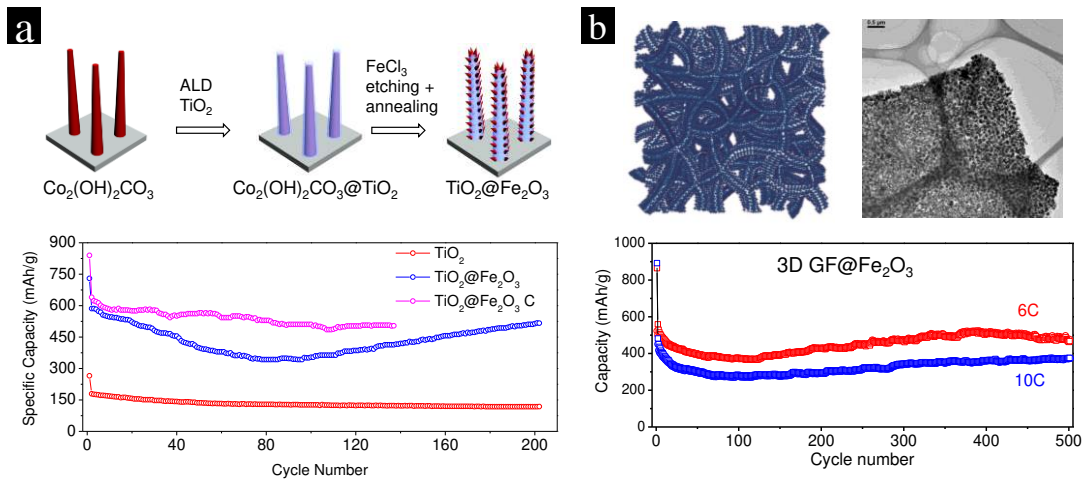 a
ALD
TiO₂
FeCl₃
etching +
annealing
Co₂(OH)₂CO₃
Co₂(OH)₂CO₃@TiO₂
TiO₂@Fe₂O₃
900
750
600
450
300
150
0
Specific Capacity (mAh/g)
TiO₂
TiO₂@Fe₂O₃
TiO₂@Fe₂O₃ C
0 40 80 120 160 200
Cycle Number
b
0.5 μm
1000
800
600
400
200
0
Capacity (mAh/g)
3D GF@Fe₂O₃
6C
10C
0 100 200 300 400 500
Cycle number